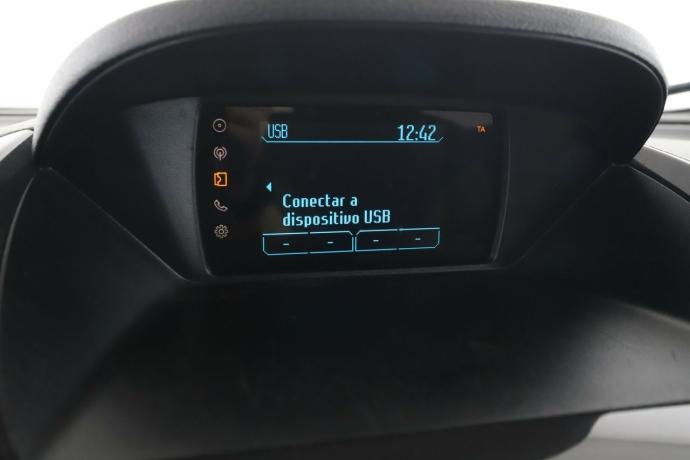 USB 12:42 TA
Conectar a
dispositivo USB
- - - -